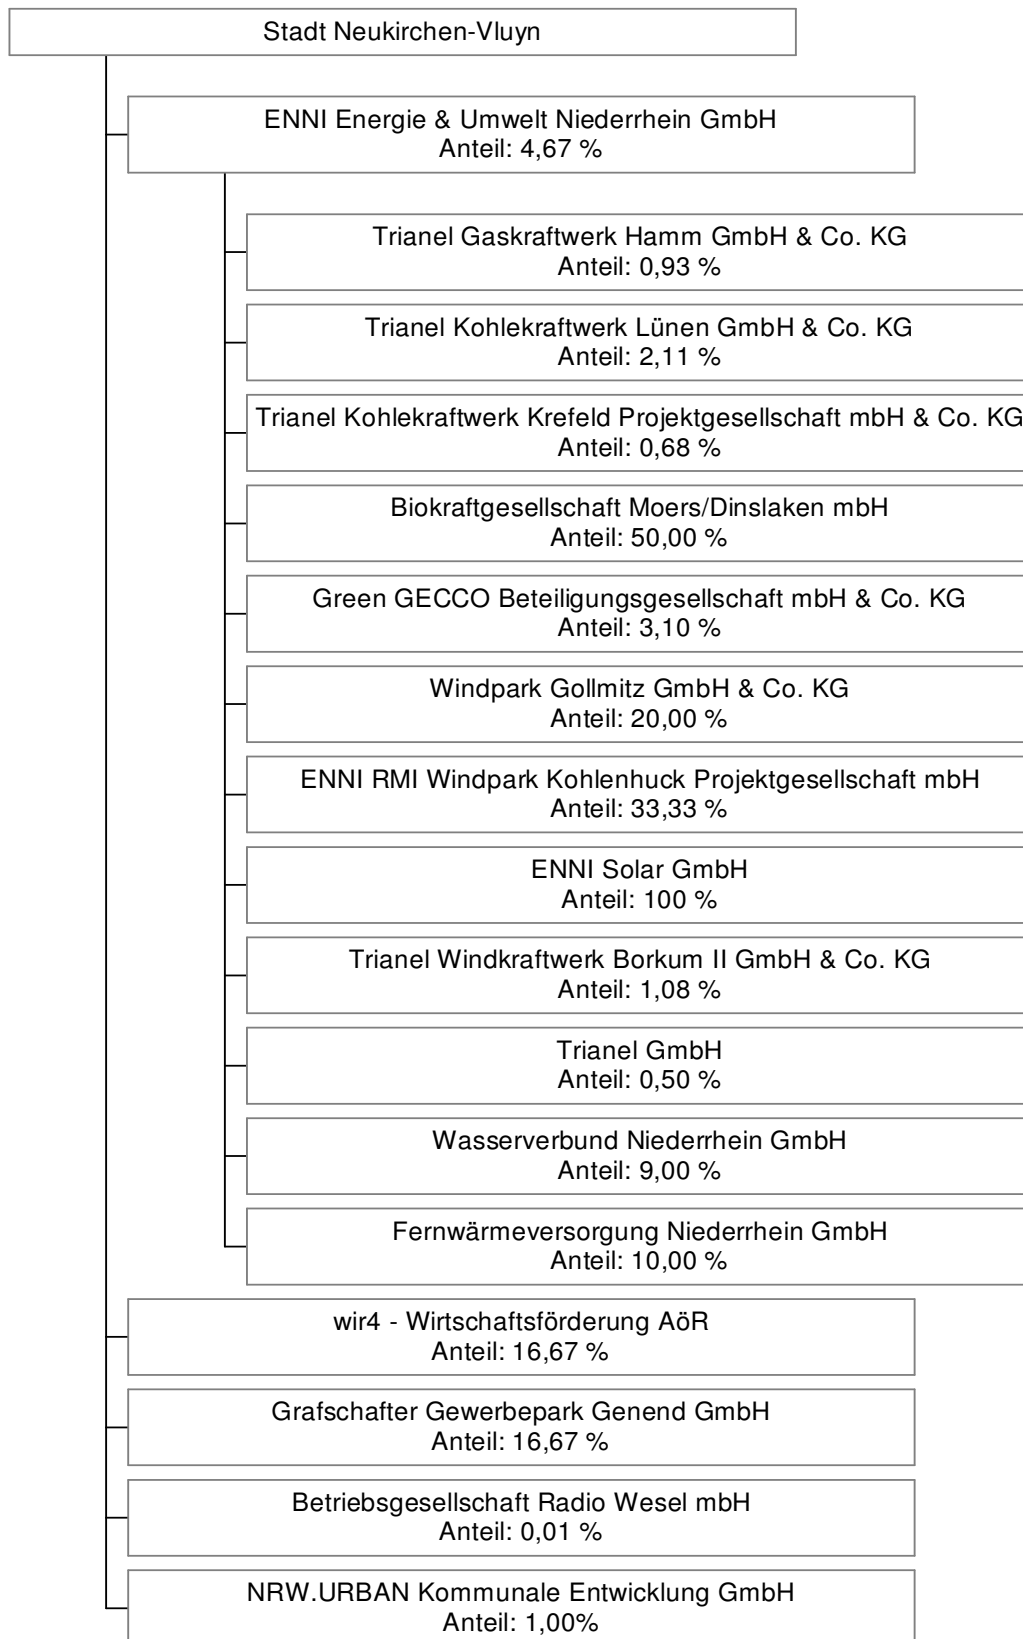 Stadt Neukirchen-Vluyn
ENNI Energie & Umwelt Niederrhein GmbH
Anteil: 4,67 %
Trianel Gaskraftwerk Hamm GmbH & Co. KG
Anteil: 0,93 %
Trianel Kohlekraftwerk Lünen GmbH & Co. KG
Anteil: 2,11 %
Trianel Kohlekraftwerk Krefeld Projektgesellschaft mbH & Co. KG
Anteil: 0,68 %
Biokraftgesellschaft Moers/Dinslaken mbH
Anteil: 50,00 %
Green GECCO Beteiligungsgesellschaft mbH & Co. KG
Anteil: 3,10 %
Windpark Gollmitz GmbH & Co. KG
Anteil: 20,00 %
ENNI RMI Windpark Kohlenhuck Projektgesellschaft mbH
Anteil: 33,33 %
ENNI Solar GmbH
Anteil: 100 %
Trianel Windkraftwerk Borkum II GmbH & Co. KG
Anteil: 1,08 %
Trianel GmbH
Anteil: 0,50 %
Wasserverbund Niederrhein GmbH
Anteil: 9,00 %
Fernwärmeversorgung Niederrhein GmbH
Anteil: 10,00 %
wir4 - Wirtschaftsförderung AöR
Anteil: 16,67 %
Grafschafter Gewerbepark Genend GmbH
Anteil: 16,67 %
Betriebsgesellschaft Radio Wesel mbH
Anteil: 0,01 %
NRW.URBAN Kommunale Entwicklung GmbH
Anteil: 1,00%